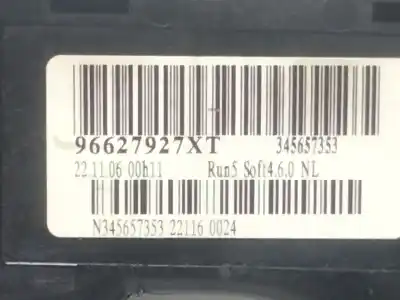 96627927XT 345657353
22.11.06 00h11 Run5 Soft4.6.0 NL
N345657353 22116 0024